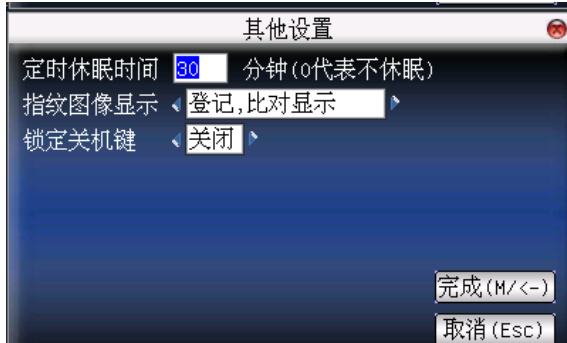 其他设置
定时休眠时间 30 分钟(0代表不休眠)
指纹图像显示 登记,比对显示
锁定关机键 关闭
完成(M/<-)
取消(Esc)